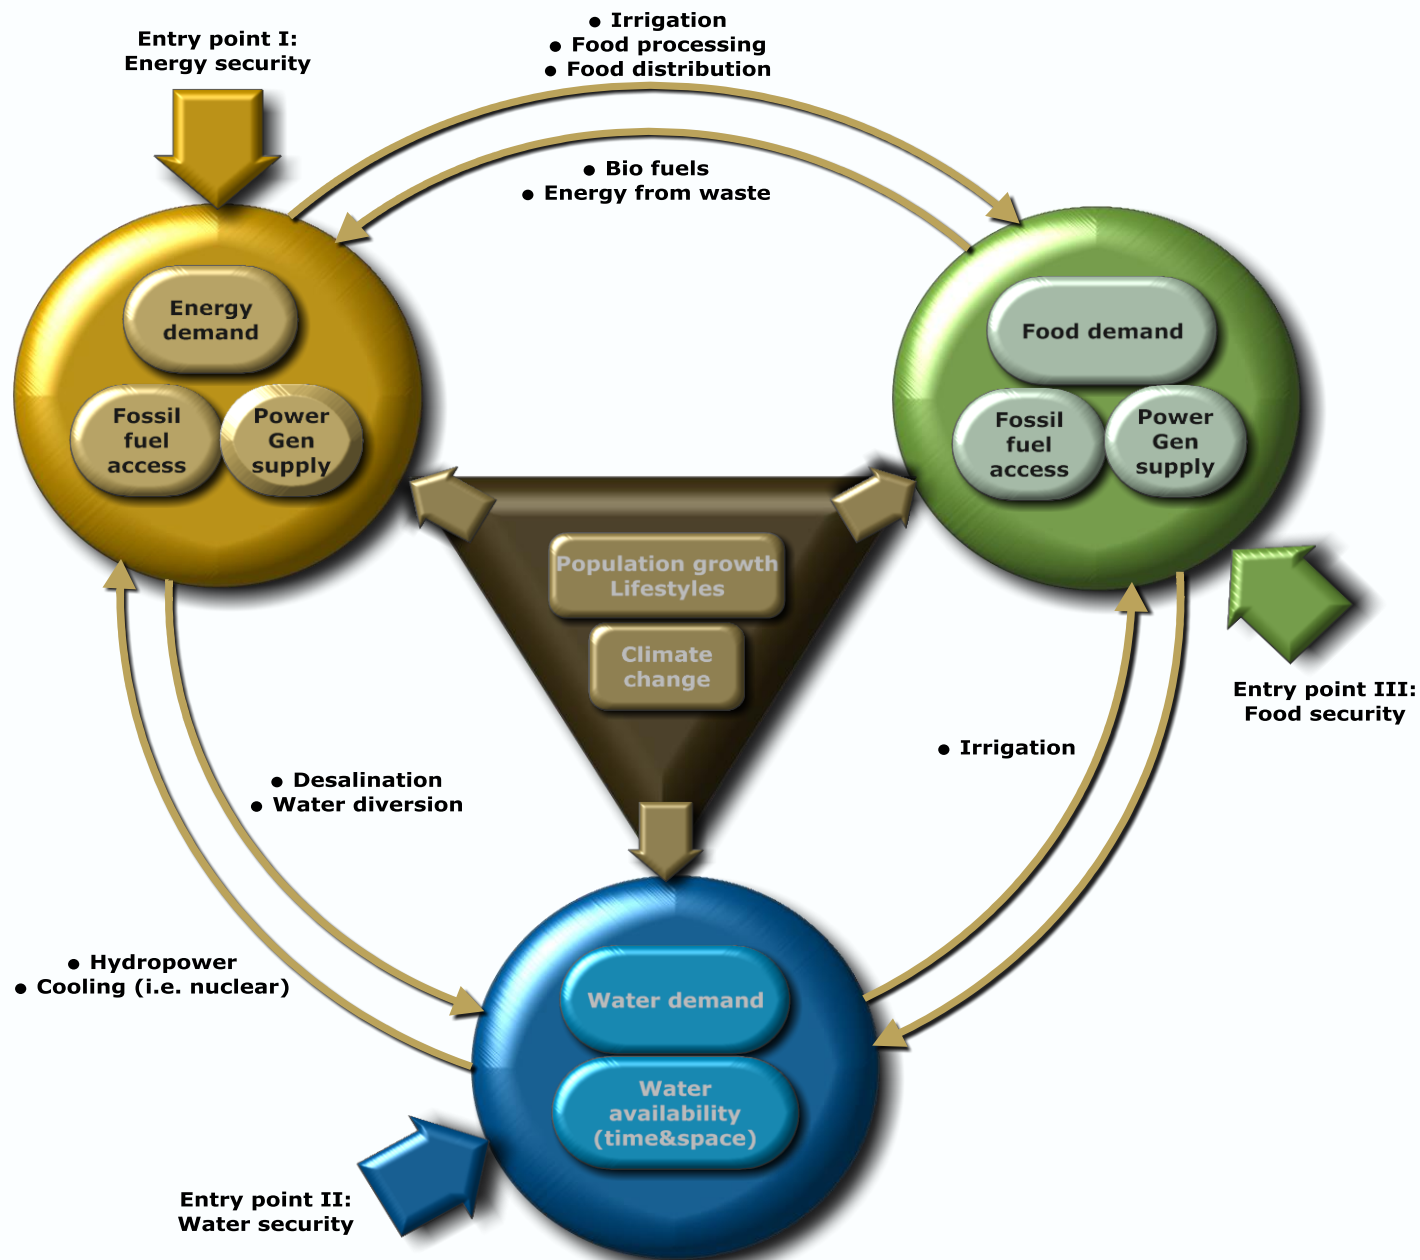 ● Irrigation
● Food processing
● Food distribution
Entry point I:
Energy security
● Bio fuels
● Energy from waste
Energy
demand
Fossil
fuel
access
Power
Gen
supply
Food demand
Fossil
fuel
access
Power
Gen
supply
Population growth
Lifestyles
Climate
change
Entry point III:
Food security
● Irrigation
● Desalination
● Water diversion
● Hydropower
● Cooling (i.e. nuclear)
Water demand
Water
availability
(time&space)
Entry point II:
Water security